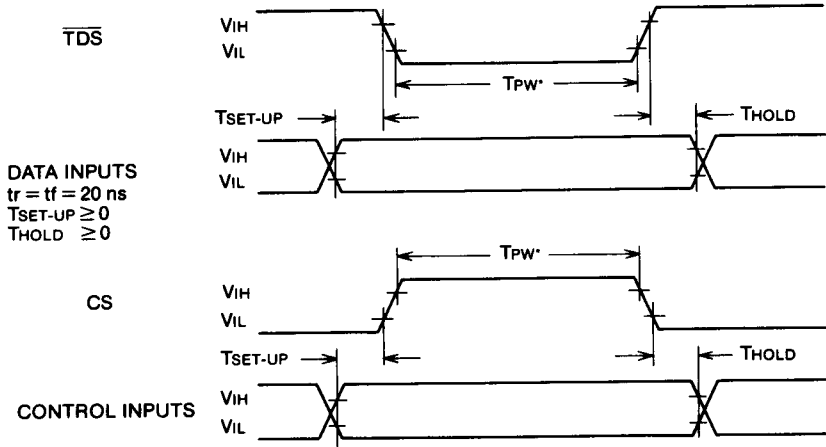 TDS
VIH
VIL
TPW*
TSET-UP
THOLD
DATA INPUTS
tr = tf = 20 ns
TSET-UP ≧ 0
THOLD ≧ 0
VIH
VIL
TPW*
CS
VIH
VIL
TSET-UP
THOLD
CONTROL INPUTS
VIH
VIL